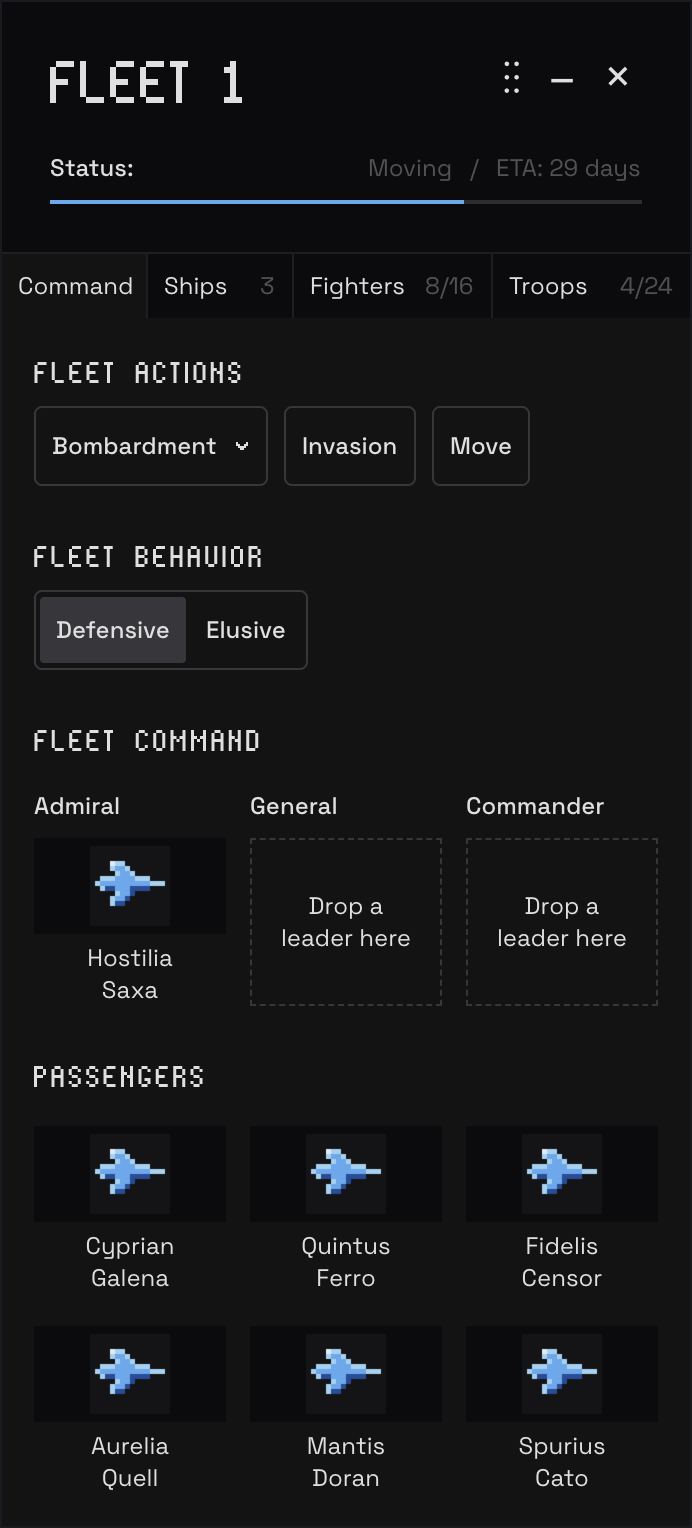 FLEET 1
Status: Moving / ETA: 29 days
Command Ships 3 Fighters 8/16 Troops 4/24
FLEET ACTIONS
Bombardment Invasion Move
FLEET BEHAVIOR
Defensive Elusive
FLEET COMMAND
Admiral General Commander
Drop a
leader here
Drop a
leader here
Hostilia
Saxa
PASSENGERS
Cyprian
Galena
Quintus
Ferro
Fidelis
Censor
Aurelia
Quell
Mantis
Doran
Spurius
Cato